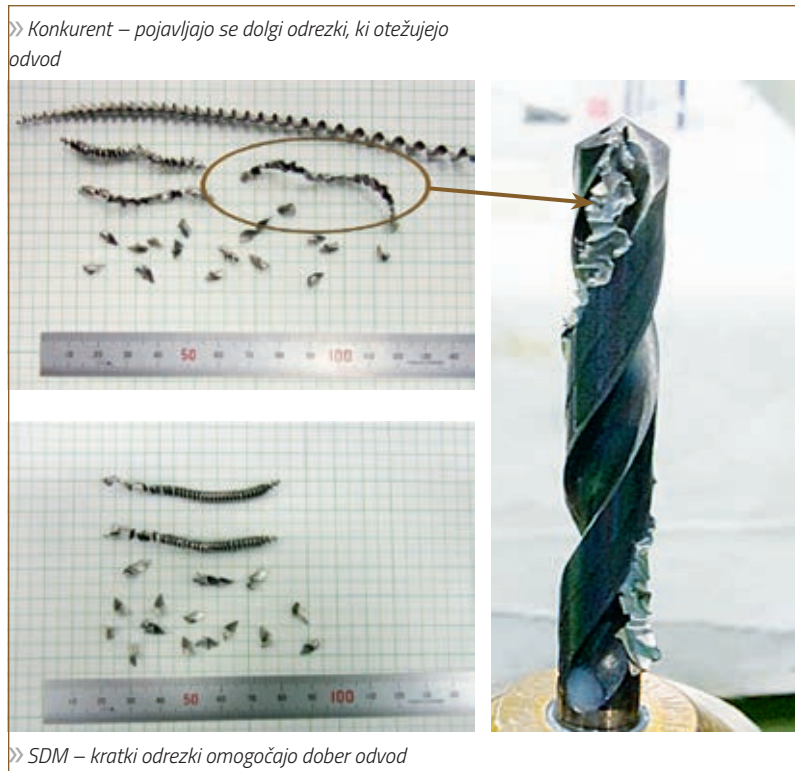 » Konkurent – pojavljajo se dolgi odrezki, ki otežujejo
odvod
50 100
50 100
» SDM – kratki odrezki omogočajo dober odvod